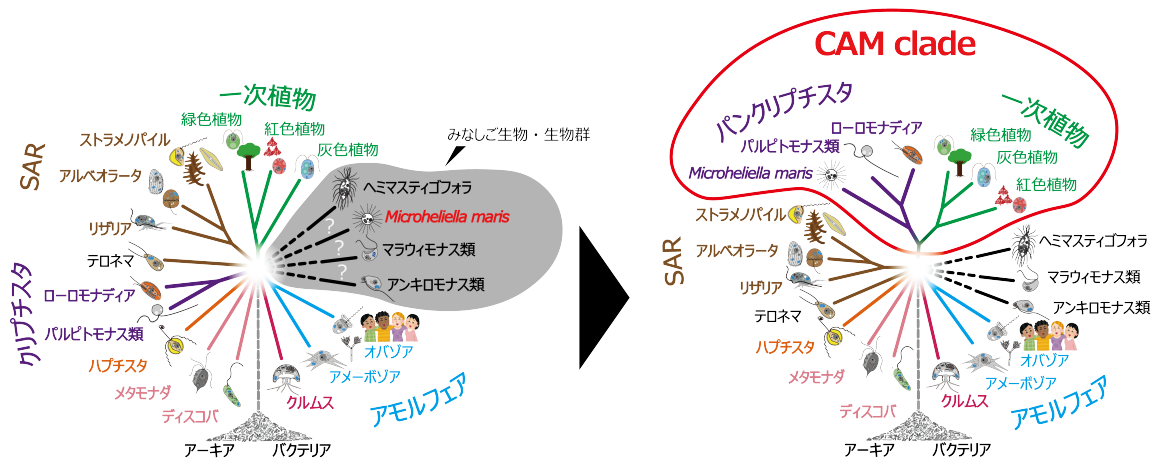 一次植物
緑色植物
紅色植物
灰色植物
みなしご生物・生物群
SAR
ストラメノパイル
アルベオラータ
リザリア
テロネマ
クリプチスタ
ローロモナディア
パルピトモナス類
ハプチスタ
メタモナダ
ディスコバ
アーキア
バクテリア
クルムス
アメーボゾア
オバゾア
アモルフェア
ヘミマスティゴフォラ
Microheliella maris
マラウィモナス類
アンキロモナス類
?
?
?
CAM clade
パンクリプチスタ
ローロモナディア
パルピトモナス類
Microheliella maris
一次植物
緑色植物
灰色植物
紅色植物
SAR
ストラメノパイル
アルベオラータ
リザリア
テロネマ
ハプチスタ
メタモナダ
ディスコバ
アーキア
バクテリア
クルムス
アメーボゾア
オバゾア
アモルフェア
ヘミマスティゴフォラ
マラウィモナス類
アンキロモナス類